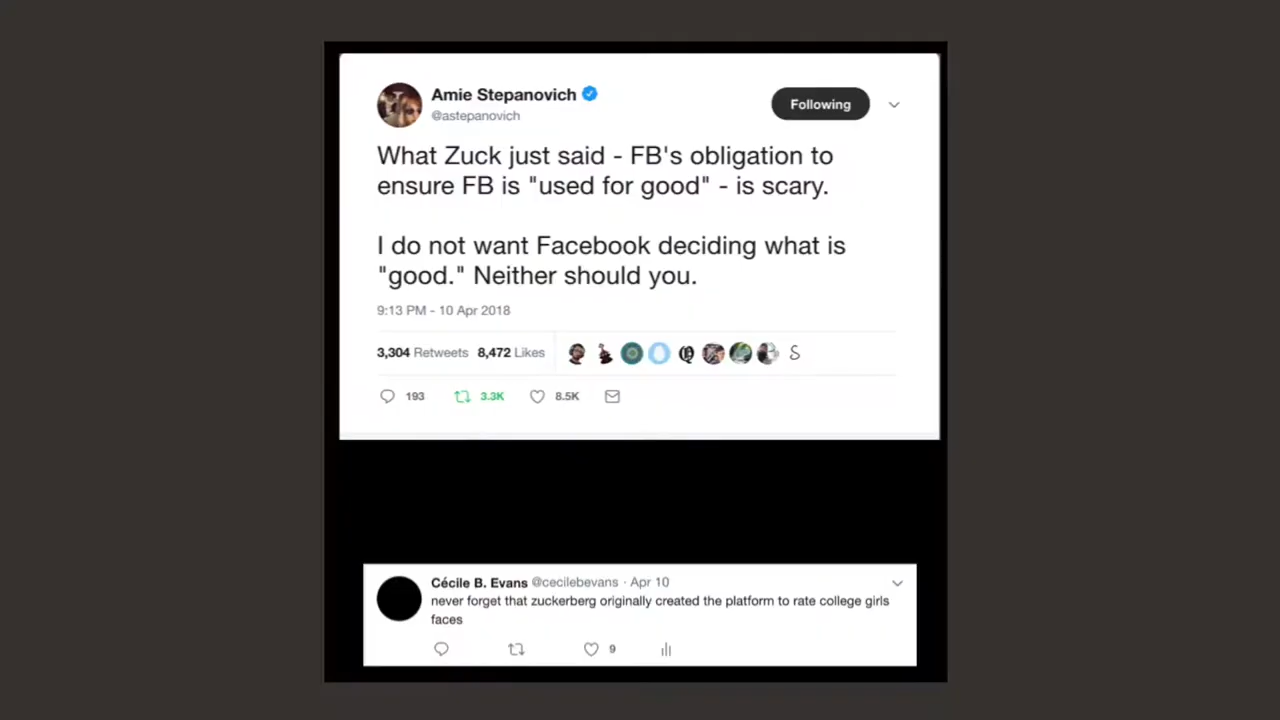 Amie Stepanovich
@astepanovich
Following
What Zuck just said - FB's obligation to
ensure FB is "used for good" - is scary.
I do not want Facebook deciding what is
"good." Neither should you.
9:13 PM - 10 Apr 2018
3,304 Retweets 8,472 Likes
193 3.3K 8.5K
Cécile B. Evans @cecilebevans · Apr 10
never forget that zuckerberg originally created the platform to rate college girls
faces
9